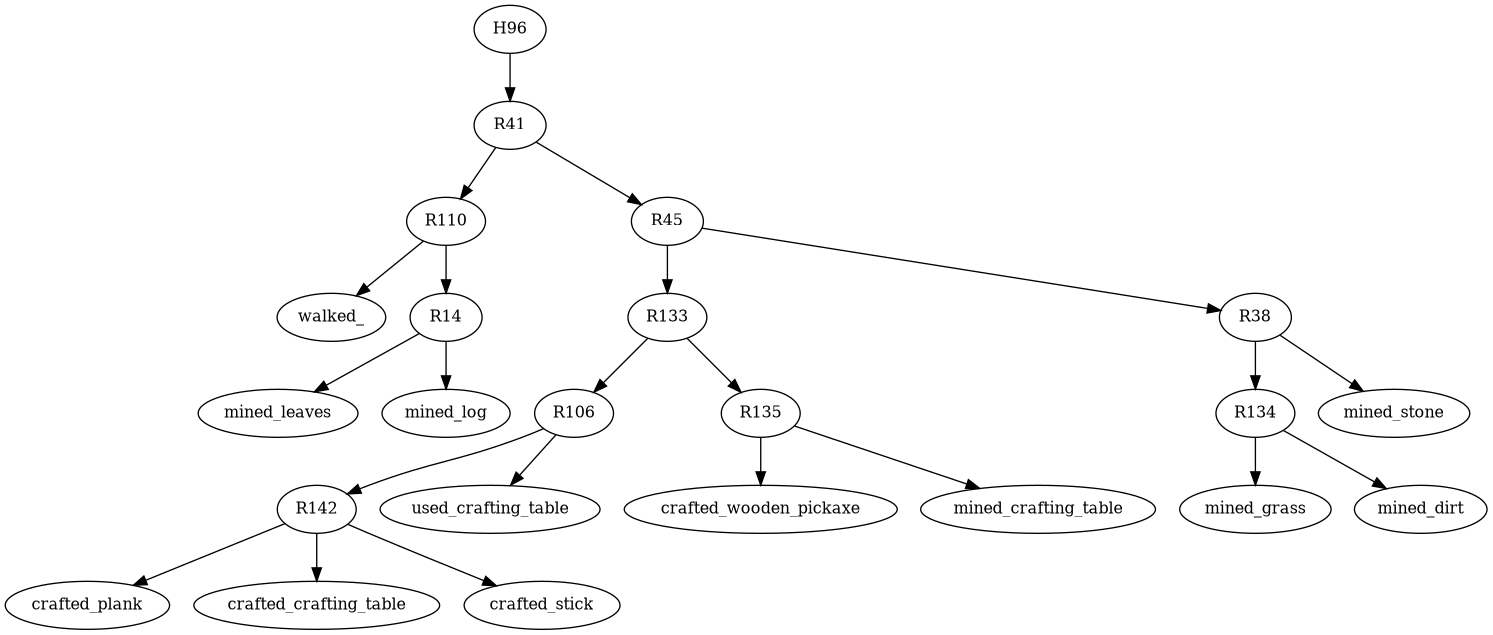 H96
R41
R110
R45
walked_
R14
R133
R38
mined_leaves
mined_log
R106
R135
R134
mined_stone
R142
used_crafting_table
crafted_wooden_pickaxe
mined_crafting_table
mined_grass
mined_dirt
crafted_plank
crafted_crafting_table
crafted_stick